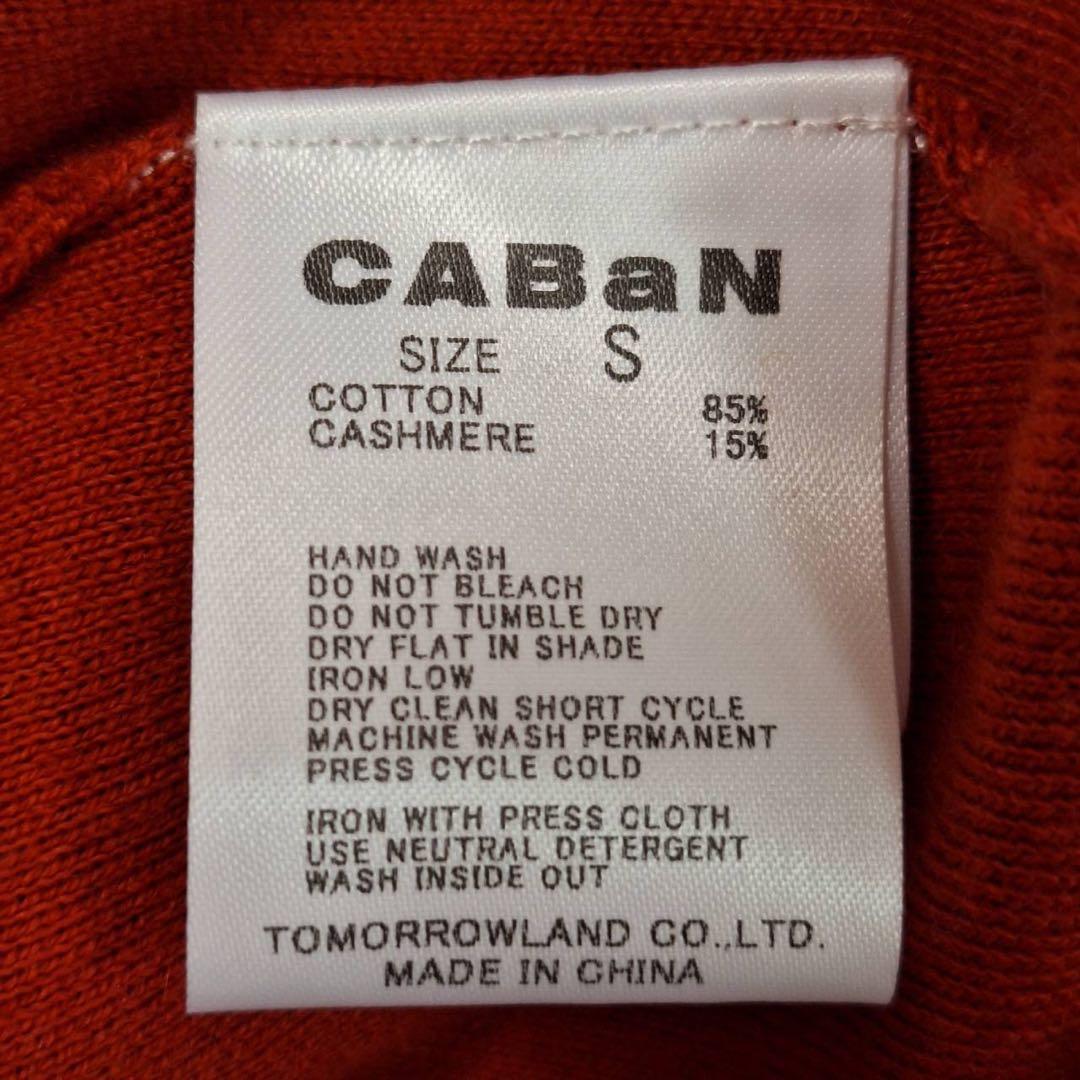 CABaN
SIZE S
COTTON 85%
CASHMERE 15%
HAND WASH
DO NOT BLEACH
DO NOT TUMBLE DRY
DRY FLAT IN SHADE
IRON LOW
DRY CLEAN SHORT CYCLE
MACHINE WASH PERMANENT
PRESS CYCLE COLD
IRON WITH PRESS CLOTH
USE NEUTRAL DETERGENT
WASH INSIDE OUT
TOMORROWLAND CO.,LTD.
MADE IN CHINA